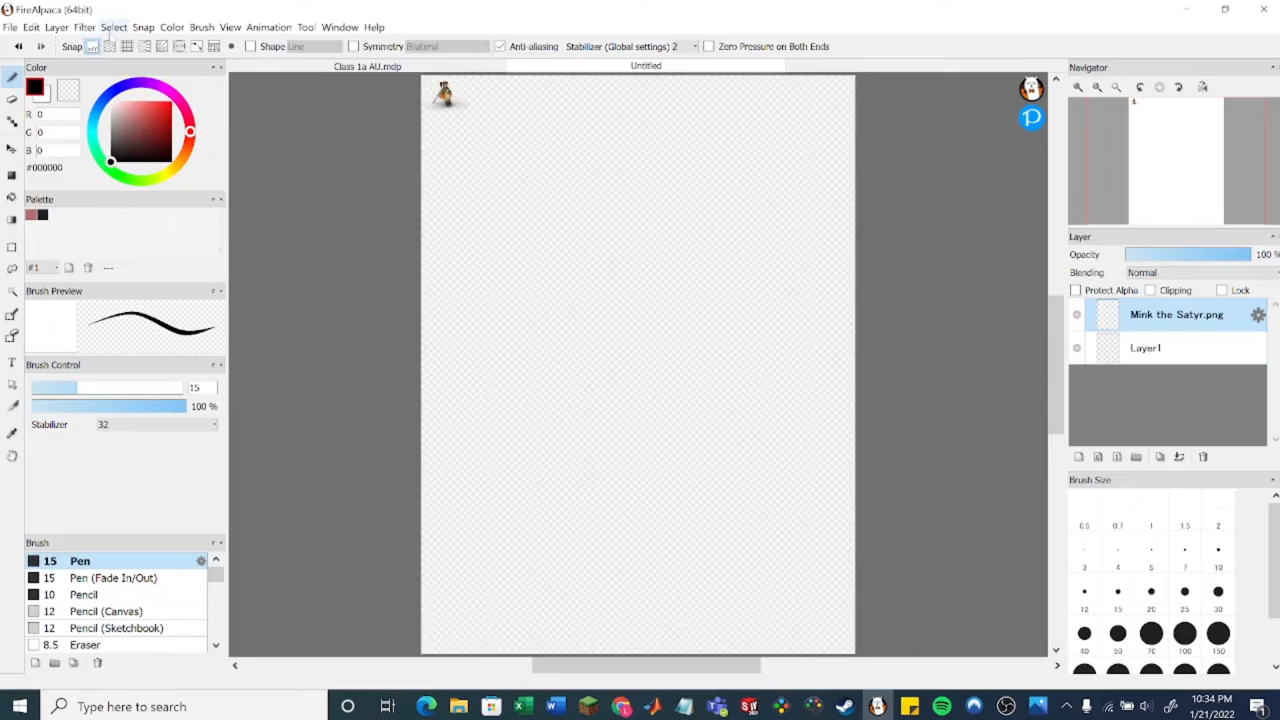 FireAlpaca (64bit)
File Edit Layer Filter Select Snap Color Brush View Animation Tool Window Help
Snap Shape Line Symmetry Bilateral Anti-aliasing Stabilizer (Global settings) 2 Zero Pressure on Both Ends
Color
Class 1a AU.mdp
Untitled
Navigator
R 0
G 0
B 0
#000000
Palette
#1
---
Brush Preview
Brush Control
15
100 %
Stabilizer 32
Brush
15 Pen
15 Pen (Fade In/Out)
10 Pencil
12 Pencil (Canvas)
12 Pencil (Sketchbook)
8.5 Eraser
P
Layer
Opacity 100 %
Blending Normal
Protect Alpha Clipping Lock
Mink the Satyr.png
Layer1
Brush Size
0.5 0.7 1 1.5 2
3 4 5 7 10
12 15 20 25 30
40 50 70 100 150
Type here to search
10:34 PM
1/21/2022